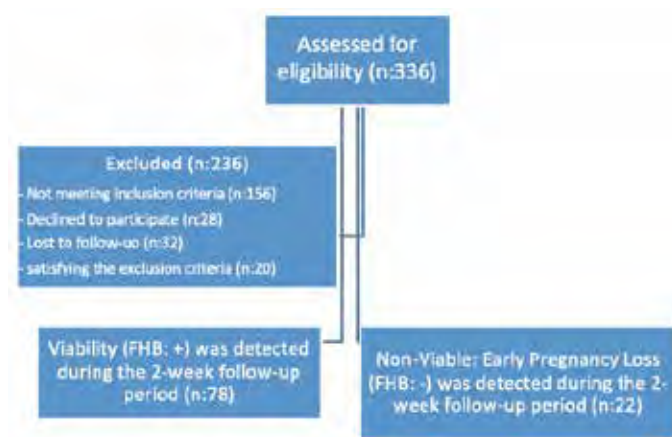 Assessed for
eligibility (n:336)
Excluded (n:236)
- Not meeting inclusion criteria (n:156)
- Declined to participate (n:28)
- Lost to follow-uo (n:32)
- satisfying the exclusion criteria (n:20)
Viability (FHB: +) was detected
during the 2-week follow-up
period (n:78)
Non-Viable: Early Pregnancy Loss
(FHB: -) was detected during the 2-
week follow-up period (n:22)